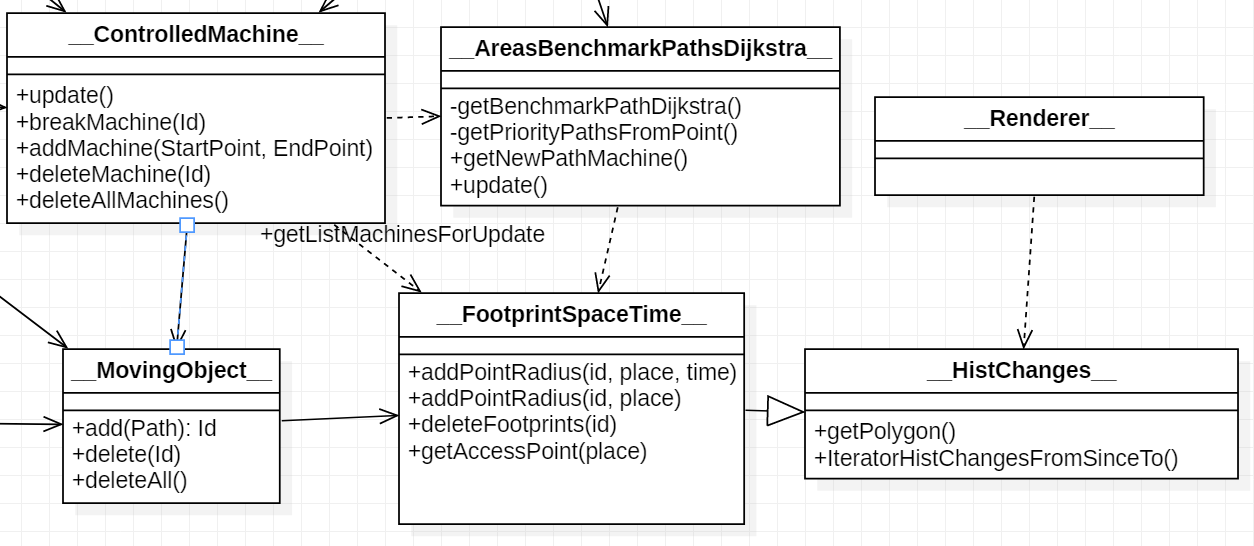 __ControlledMachine__
+update()
+breakMachine(Id)
+addMachine(StartPoint, EndPoint)
+deleteMachine(Id)
+deleteAllMachines()
__AreasBenchmarkPathsDijkstra__
-getBenchmarkPathDijkstra()
-getPriorityPathsFromPoint()
+getNewPathMachine()
+update()
__Renderer__
+getListMachinesForUpdate
__MovingObject__
+add(Path): Id
+delete(Id)
+deleteAll()
__FootprintSpaceTime__
+addPointRadius(id, place, time)
+addPointRadius(id, place)
+deleteFootprints(id)
+getAccessPoint(place)
__HistChanges__
+getPolygon()
+IteratorHistChangesFromSinceTo()